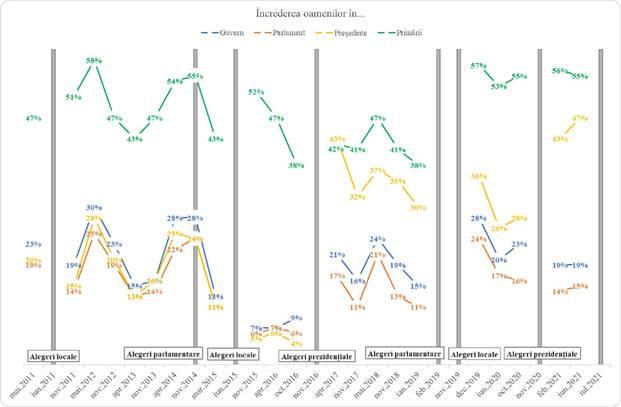 Încrederea oamenilor în...
Guvern Parlament Președinte Primării
47% 51% 58% 47% 43% 47% 54% 55% 43% 52% 47% 38% 42% 41% 47% 41% 38% 57% 53% 55% 56% 55%
43% 32% 37% 35% 30% 36% 26% 28% 43% 47%
23% 19% 30% 23% 15% 28% 28% 13% 7% 7% 9% 21% 16% 24% 19% 15% 28% 20% 23% 19% 19%
20% 28% 20% 13% 16% 25% 24% 11% 6% 4%
19% 14% 25% 19% 14% 22% 6% 17% 11% 21% 13% 11% 24% 17% 16% 14% 15%
Alegeri locale Alegeri parlamentare Alegeri locale Alegeri prezidențiale Alegeri parlamentare Alegeri locale Alegeri prezidențiale
mai.2011 iun.2011 nov.2011 mai.2012 nov.2012 apr.2013 nov.2013 apr.2014 nov.2014 mar.2015 iun.2015 nov.2015 apr.2016 oct.2016 nov.2016 apr.2017 nov.2017 mar.2018 nov.2018 ian.2019 feb.2019 nov.2019 dec.2019 iun.2020 oct.2020 nov.2020 feb.2021 iun.2021 iul.2021